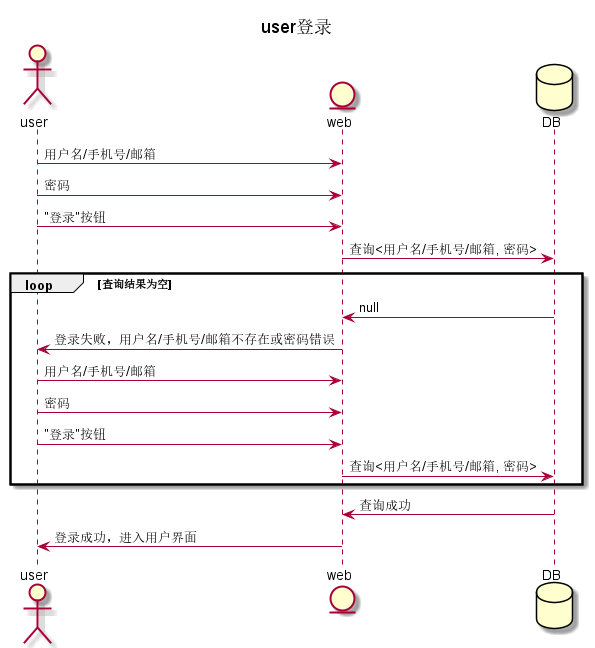 user登录
user
web
DB
用户名/手机号/邮箱
密码
"登录"按钮
查询<用户名/手机号/邮箱, 密码>
loop [查询结果为空]
null
登录失败，用户名/手机号/邮箱不存在或密码错误
用户名/手机号/邮箱
密码
"登录"按钮
查询<用户名/手机号/邮箱, 密码>
查询成功
登录成功，进入用户界面
user
web
DB